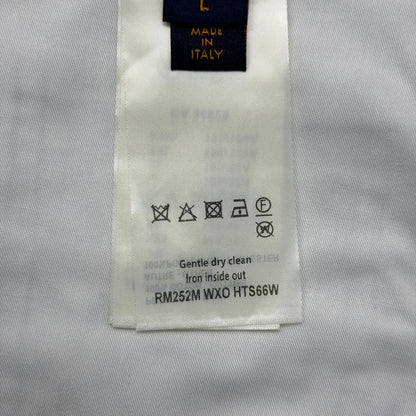 L
MADE
IN
ITALY
F
W
Gentle dry clean
Iron inside out
RM252M WXO HTS66W